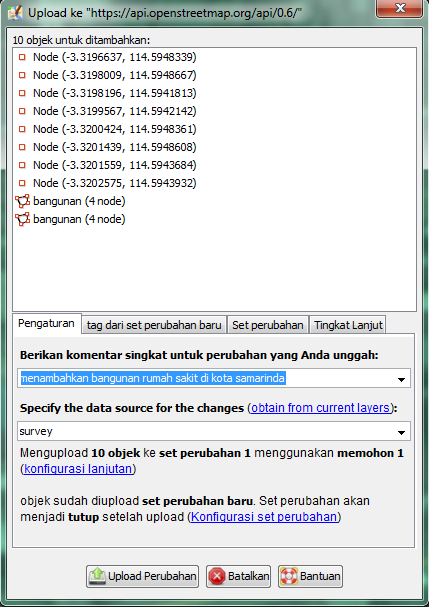 Upload ke "https://api.openstreetmap.org/api/0.6/"
10 objek untuk ditambahkan:
Node (-3.3196637, 114.5948339)
Node (-3.3198009, 114.5948667)
Node (-3.3198196, 114.5941813)
Node (-3.3199567, 114.5942142)
Node (-3.3200424, 114.5948361)
Node (-3.3201439, 114.5948608)
Node (-3.3201559, 114.5943684)
Node (-3.3202575, 114.5943932)
bangunan (4 node)
bangunan (4 node)
Pengaturan tag dari set perubahan baru Set perubahan Tingkat Lanjut
Berikan komentar singkat untuk perubahan yang Anda unggah:
menambahkan bangunan rumah sakit di kota samarinda
Specify the data source for the changes (obtain from current layers):
survey
Mengupload 10 objek ke set perubahan 1 menggunakan memohon 1
(konfigurasi lanjutan)
objek sudah diupload set perubahan baru. Set perubahan akan
menjadi tutup setelah upload (Konfigurasi set perubahan)
Upload Perubahan Batalkan Bantuan